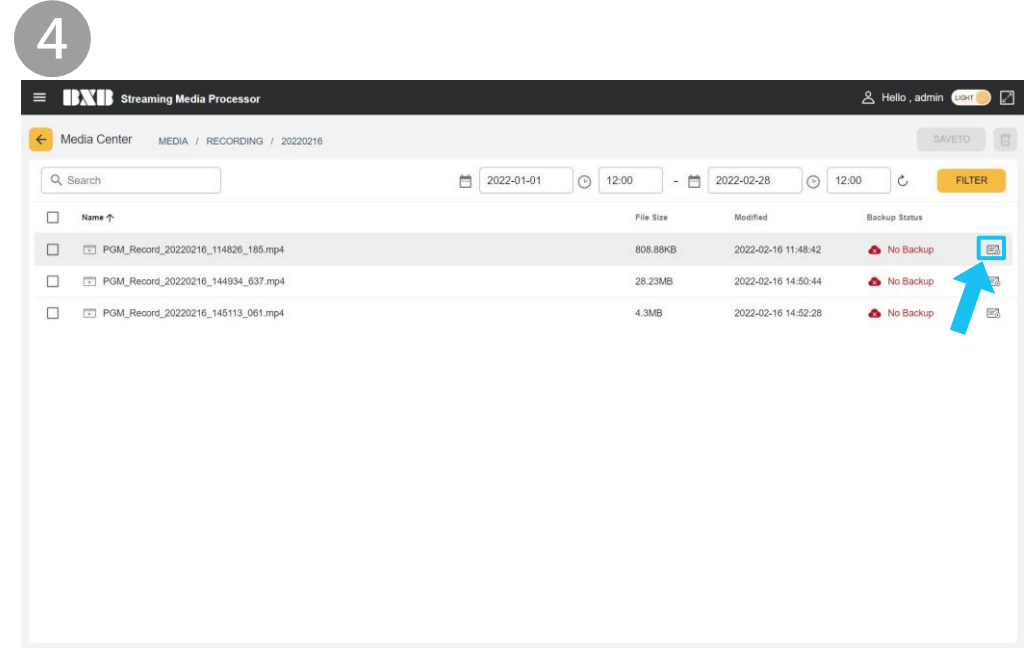 4
BXB Streaming Media Processor Hello , admin LIGHT
Media Center MEDIA / RECORDING / 20220216 SAVETO
Search 2022-01-01 12:00 - 2022-02-28 12:00 FILTER
Name File Size Modified Backup Status
PGM_Record_20220216_114826_185.mp4 808.88KB 2022-02-16 11:48:42 No Backup
PGM_Record_20220216_144934_637.mp4 28.23MB 2022-02-16 14:50:44 No Backup
PGM_Record_20220216_145113_061.mp4 4.3MB 2022-02-16 14:52:28 No Backup